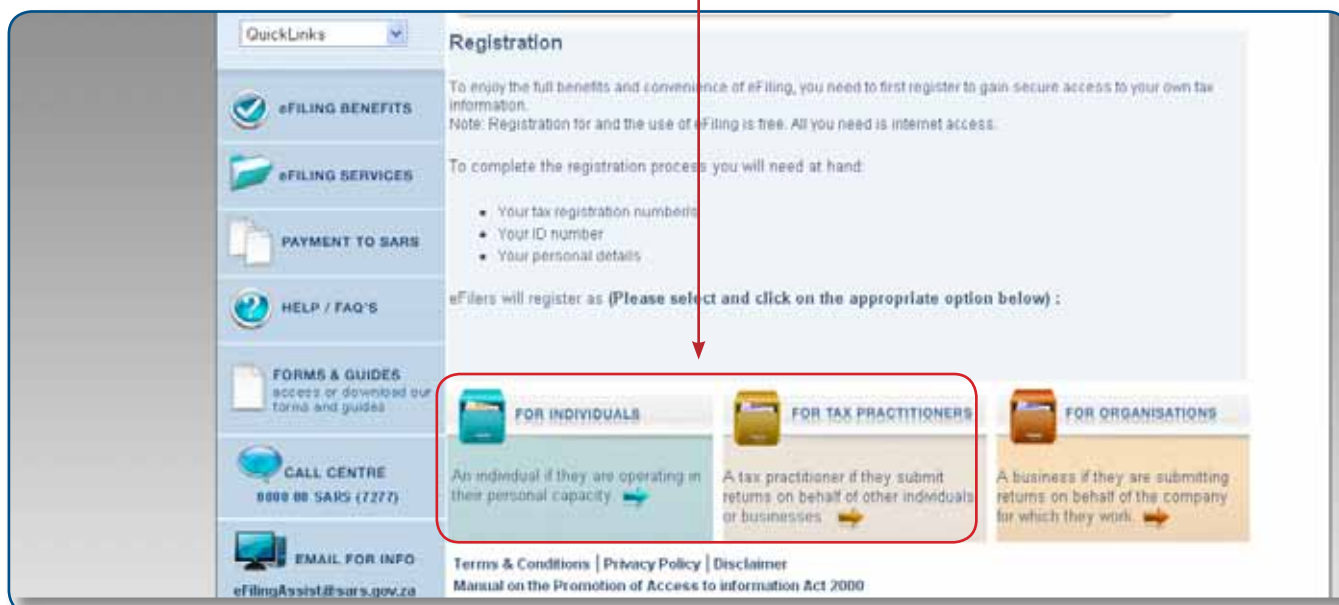 QuickLinks
eFILING BENEFITS
eFILING SERVICES
PAYMENT TO SARS
HELP / FAQ'S
FORMS & GUIDES
access or download our
forms and guides
CALL CENTRE
0800 00 SARS (7277)
EMAIL FOR INFO
eFilingAssist@sars.gov.za
Registration
To enjoy the full benefits and convenience of eFiling, you need to first register to gain secure access to your own tax
information.
Note: Registration for and the use of eFiling is free. All you need is internet access.
To complete the registration process you will need at hand:
Your tax registration number/s
Your ID number
Your personal details
eFilers will register as (Please select and click on the appropriate option below) :
FOR INDIVIDUALS
An individual if they are operating in
their personal capacity.
FOR TAX PRACTITIONERS
A tax practitioner if they submit
returns on behalf of other individuals
or businesses.
FOR ORGANISATIONS
A business if they are submitting
returns on behalf of the company
for which they work.
Terms & Conditions | Privacy Policy | Disclaimer
Manual on the Promotion of Access to information Act 2000